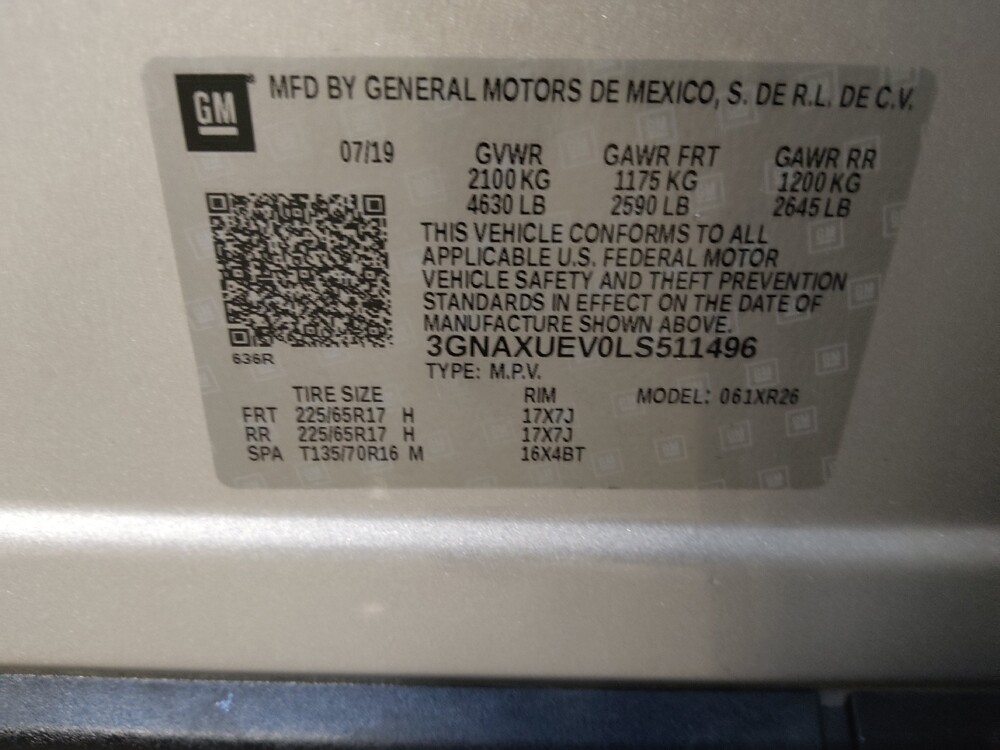 GM MFD BY GENERAL MOTORS DE MEXICO, S. DE R.L. DE C.V.
07/19 GVWR GAWR FRT GAWR RR
2100 KG 1175 KG 1200 KG
4630 LB 2590 LB 2645 LB
THIS VEHICLE CONFORMS TO ALL
APPLICABLE U.S. FEDERAL MOTOR
VEHICLE SAFETY AND THEFT PREVENTION
STANDARDS IN EFFECT ON THE DATE OF
MANUFACTURE SHOWN ABOVE.
3GNAXUEV0LS511496
636R
TYPE: M.P.V.
TIRE SIZE RIM MODEL: 061XR26
FRT 225/65R17 H 17X7J
RR 225/65R17 H 17X7J
SPA T135/70R16 M 16X4BT